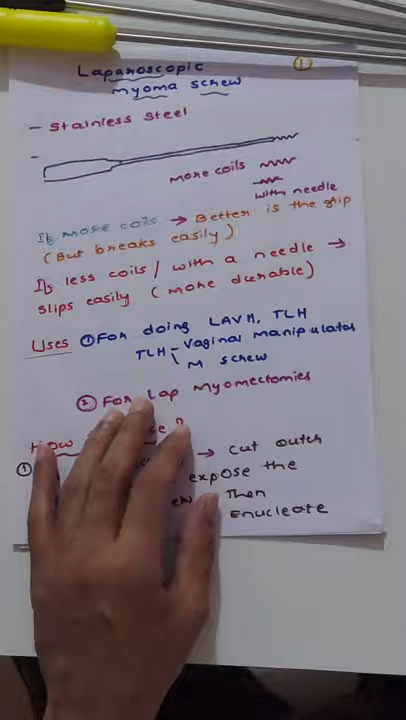 ①
Laparoscopic
myoma screw
- Stainless Steel
-
More coils
with needle
If more coils → Better is the grip
(But breaks easily)
If less coils / with a needle →
slips easily (more durable)
Uses ① For doing LAVH, TLH
TLH - Vaginal manipulator
M screw
② For Lap Myomectomies
How
① → cut outer
expose the
Then
Enucleate